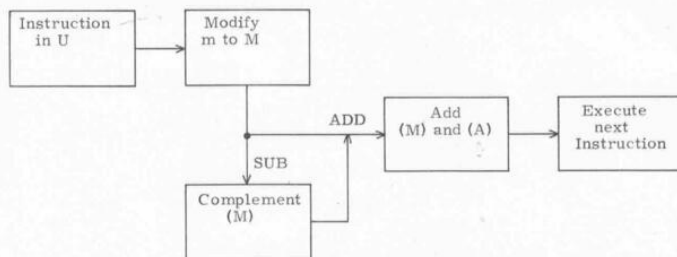 Instruction
in U
Modify
m to M
ADD
Add
(M) and (A)
Execute
next
Instruction
SUB
Complement
(M)